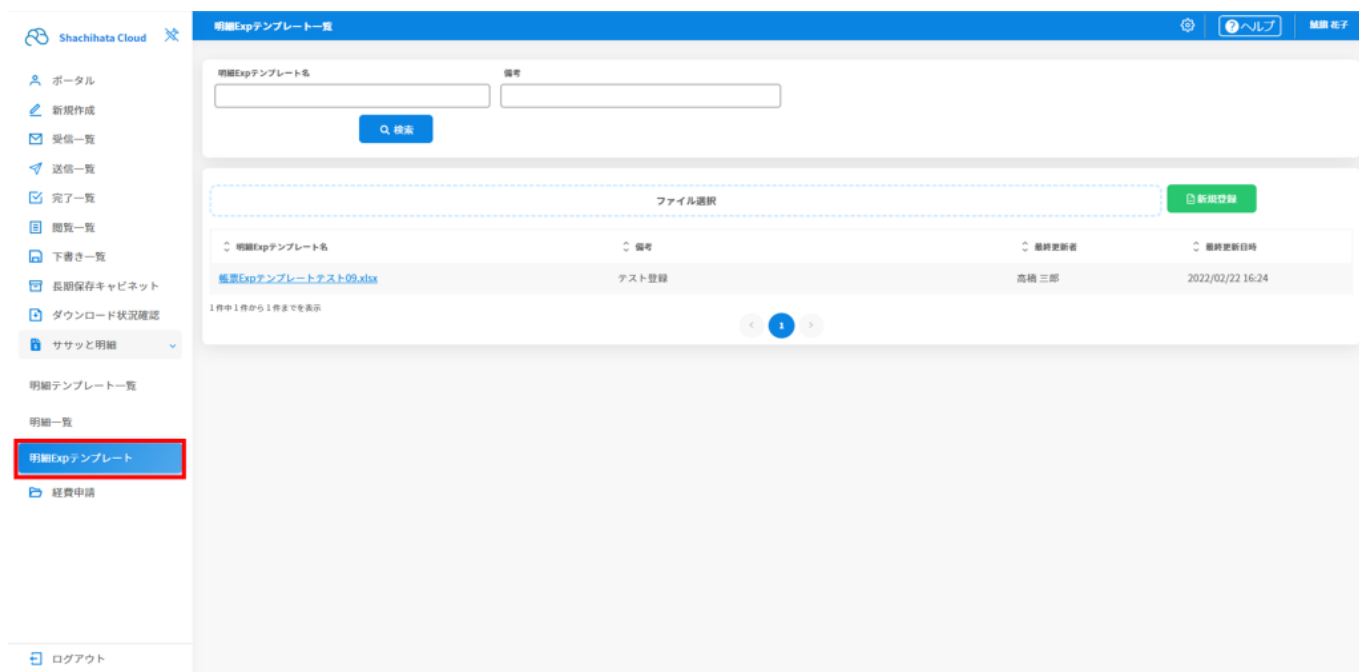 Shachihata Cloud
ポータル
新規作成
受信一覧
送信一覧
完了一覧
閲覧一覧
下書き一覧
長期保存キャビネット
ダウンロード状況確認
ササッと明細
明細テンプレート一覧
明細一覧
明細Expテンプレート
経費申請
ログアウト
明細Expテンプレート一覧
ヘルプ
鯱旗 花子
明細Expテンプレート名 備考
検索
ファイル選択
新規登録
明細Expテンプレート名 備考 最終更新者 最終更新日時
帳票Expテンプレートテスト09.xlsx テスト登録 高橋 三郎 2022/02/22 16:24
1 件中 1 件から 1 件までを表示
1